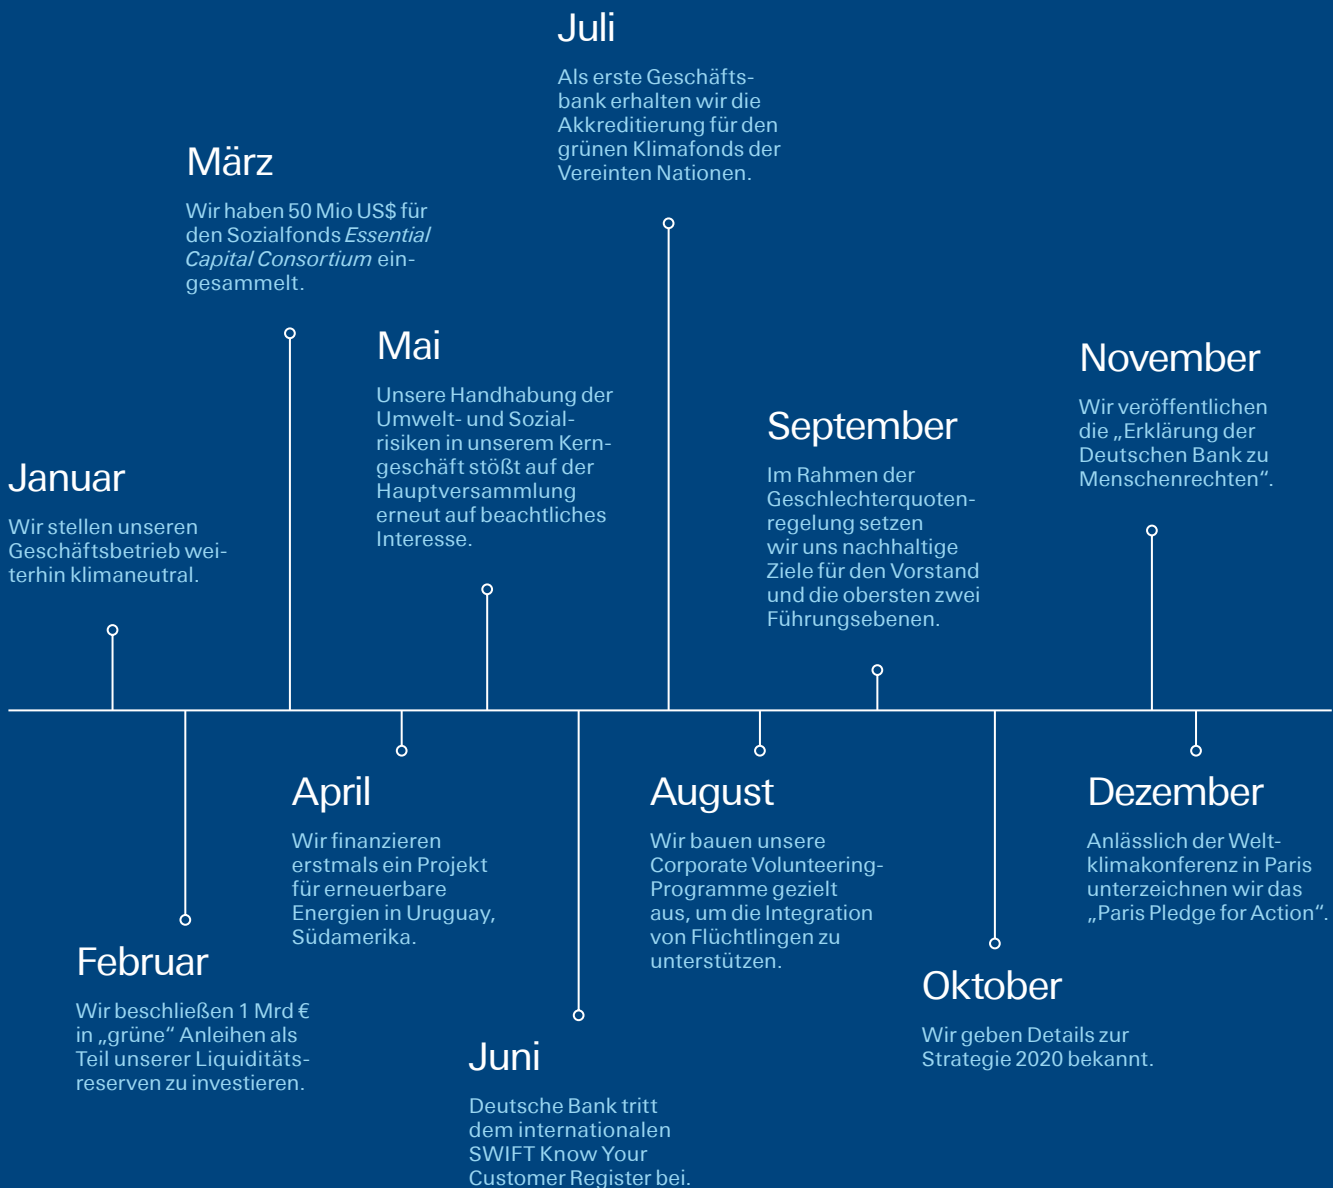 Januar
Wir stellen unseren
Geschäftsbetrieb wei-
terhin klimaneutral.
Februar
Wir beschließen 1 Mrd €
in „grüne“ Anleihen als
Teil unserer Liquiditäts-
reserven zu investieren.
März
Wir haben 50 Mio US$ für
den Sozialfonds Essential
Capital Consortium ein-
gesammelt.
April
Wir finanzieren
erstmals ein Projekt
für erneuerbare
Energien in Uruguay,
Südamerika.
Mai
Unsere Handhabung der
Umwelt- und Sozial-
risiken in unserem Kern-
geschäft stößt auf der
Hauptversammlung
erneut auf beachtliches
Interesse.
Juni
Deutsche Bank tritt
dem internationalen
SWIFT Know Your
Customer Register bei.
Juli
Als erste Geschäfts-
bank erhalten wir die
Akkreditierung für den
grünen Klimafonds der
Vereinten Nationen.
August
Wir bauen unsere
Corporate Volunteering-
Programme gezielt
aus, um die Integration
von Flüchtlingen zu
unterstützen.
September
Im Rahmen der
Geschlechterquoten-
regelung setzen
wir uns nachhaltige
Ziele für den Vorstand
und die obersten zwei
Führungsebenen.
Oktober
Wir geben Details zur
Strategie 2020 bekannt.
November
Wir veröffentlichen
die „Erklärung der
Deutschen Bank zu
Menschenrechten“.
Dezember
Anlässlich der Welt-
klimakonferenz in Paris
unterzeichnen wir das
„Paris Pledge for Action“.